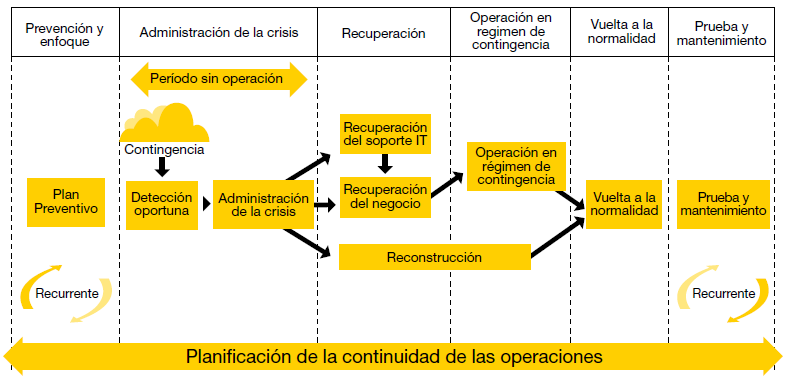 Prevención y
enfoque
Administración de la crisis
Recuperación
Operación en
regimen de
contingencia
Vuelta a la
normalidad
Prueba y
mantenimiento
Período sin operación
Contingencia
Recuperación
del soporte IT
Operación en
régimen de
contingencia
Plan
Preventivo
Detección
oportuna
Administración
de la crisis
Recuperación
del negocio
Vuelta a la
normalidad
Prueba y
mantenimiento
Reconstrucción
Recurrente
Recurrente
Planificación de la continuidad de las operaciones